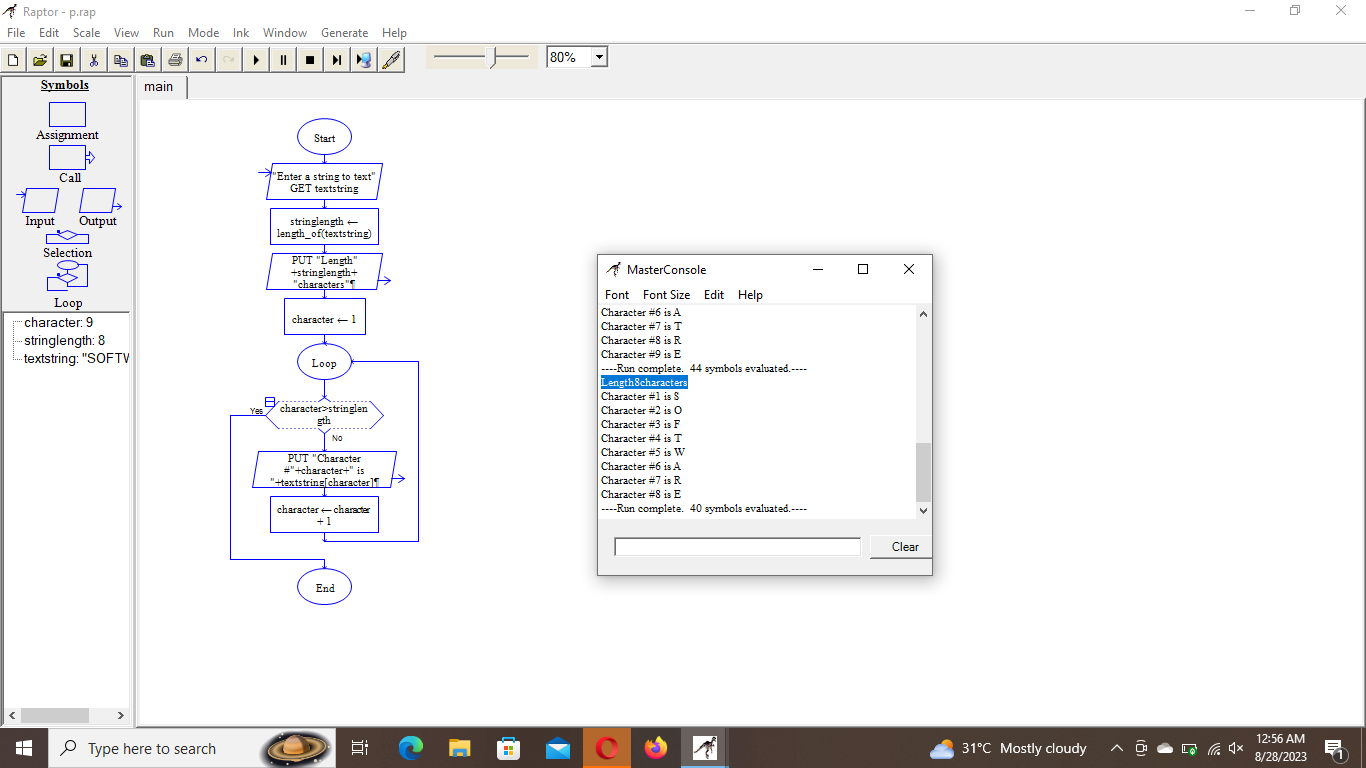 Raptor - p.rap
File Edit Scale View Run Mode Ink Window Generate Help
80%
Symbols
Assignment
Call
Input Output
Selection
Loop
character: 9
stringlength: 8
textstring: "SOFTW
main
Start
"Enter a string to text"
GET textstring
stringlength ←
length_of(textstring)
PUT "Length"
+stringlength+
"characters"¶
character ← 1
Loop
Yes
character>stringlen
gth
No
PUT "Character
#"+character+" is
"+textstring[character]¶
character ← character
+ 1
End
MasterConsole
Font Font Size Edit Help
Character #6 is A
Character #7 is T
Character #8 is R
Character #9 is E
----Run complete.  44 symbols evaluated.----
Length8characters
Character #1 is S
Character #2 is O
Character #3 is F
Character #4 is T
Character #5 is W
Character #6 is A
Character #7 is R
Character #8 is E
----Run complete.  40 symbols evaluated.----
Clear
Type here to search
31°C Mostly cloudy
12:56 AM
8/28/2023
1